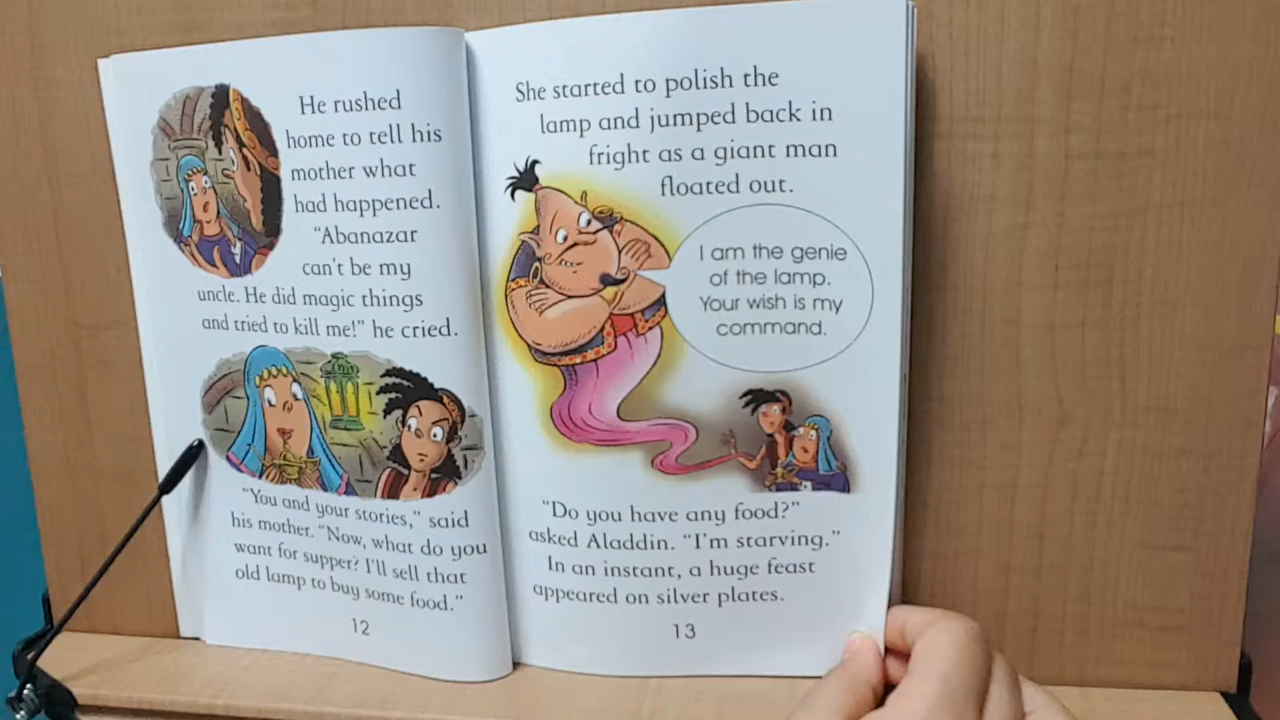 He rushed
home to tell his
mother what
had happened.
“Abanazar
can't be my
uncle. He did magic things
and tried to kill me!” he cried.
“You and your stories,” said
his mother. “Now, what do you
want for supper? I'll sell that
old lamp to buy some food.”
12
She started to polish the
lamp and jumped back in
fright as a giant man
floated out.
I am the genie
of the lamp.
Your wish is my
command.
“Do you have any food?”
asked Aladdin. “I'm starving.”
In an instant, a huge feast
appeared on silver plates.
13